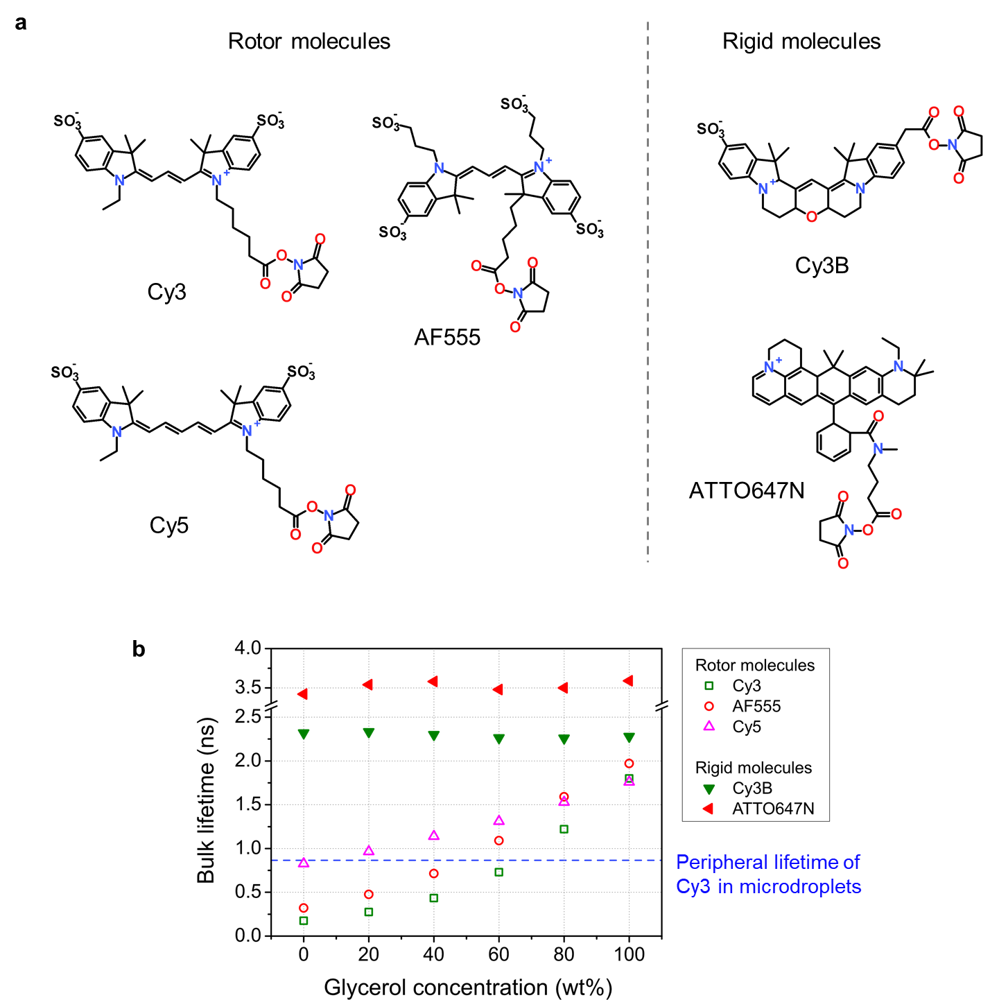 a
Rotor molecules
Rigid molecules
SO3-
SO3-
N
N+
O
O
N
O
O
Cy3
SO3-
SO3-
N
N+
SO3-
SO3-
O
O
O
N
O
AF555
SO3-
N+
N
O
O
O
O
N
O
Cy3B
SO3-
SO3-
N
N+
O
O
N
O
O
Cy5
N+
N
O
N
O
O
O
N
O
ATTO647N
b
4.0
3.5
2.5
2.0
1.5
1.0
0.5
0.0
Bulk lifetime (ns)
0 20 40 60 80 100
Glycerol concentration (wt%)
Rotor molecules
Cy3
AF555
Cy5
Rigid molecules
Cy3B
ATTO647N
Peripheral lifetime of
Cy3 in microdroplets